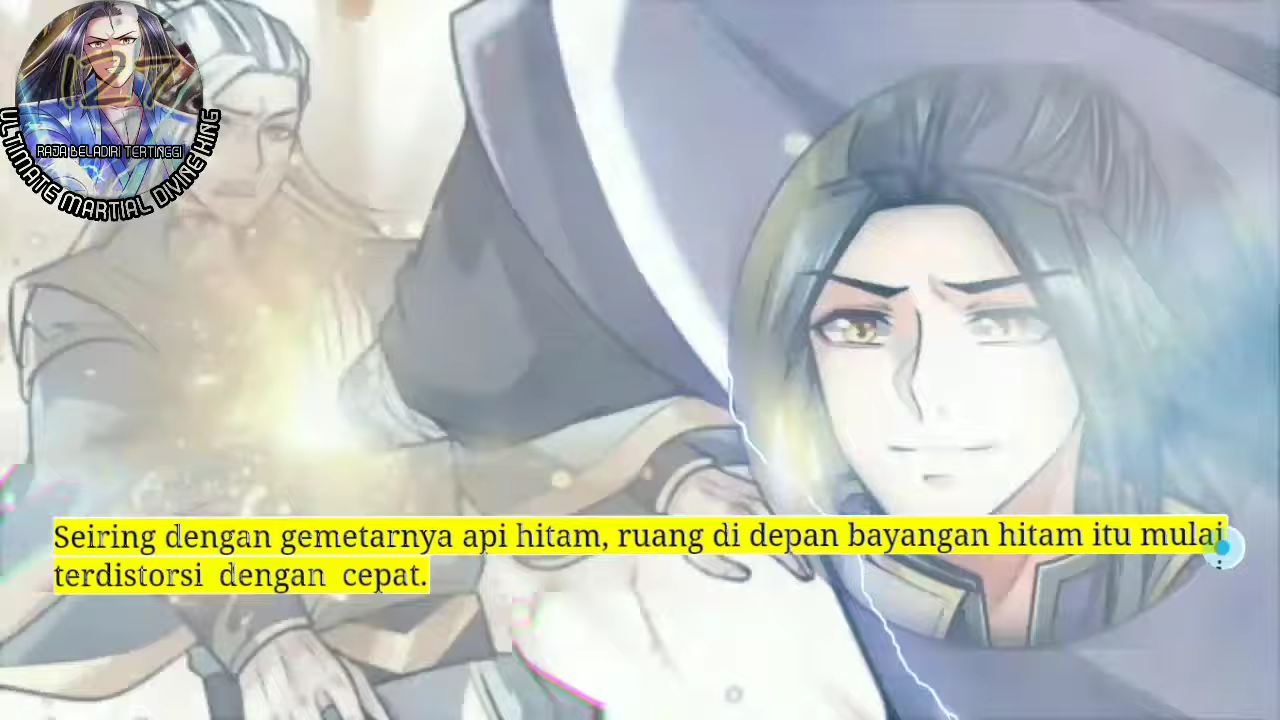 127
RAJA BELADIRI TERTINGGI
ULTIMATE MARTIAL DIVINE KING
Seiring dengan gemetarnya api hitam, ruang di depan bayangan hitam itu mulai
terdistorsi dengan cepat.